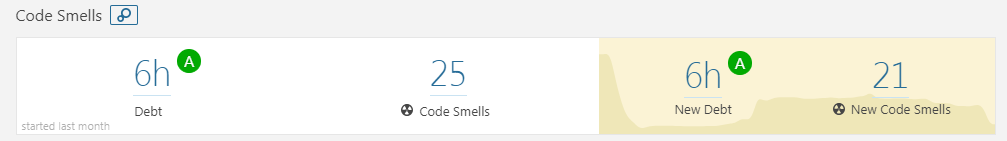 Code Smells
6h A 25 6h A 21
Debt Code Smells New Debt New Code Smells
started last month